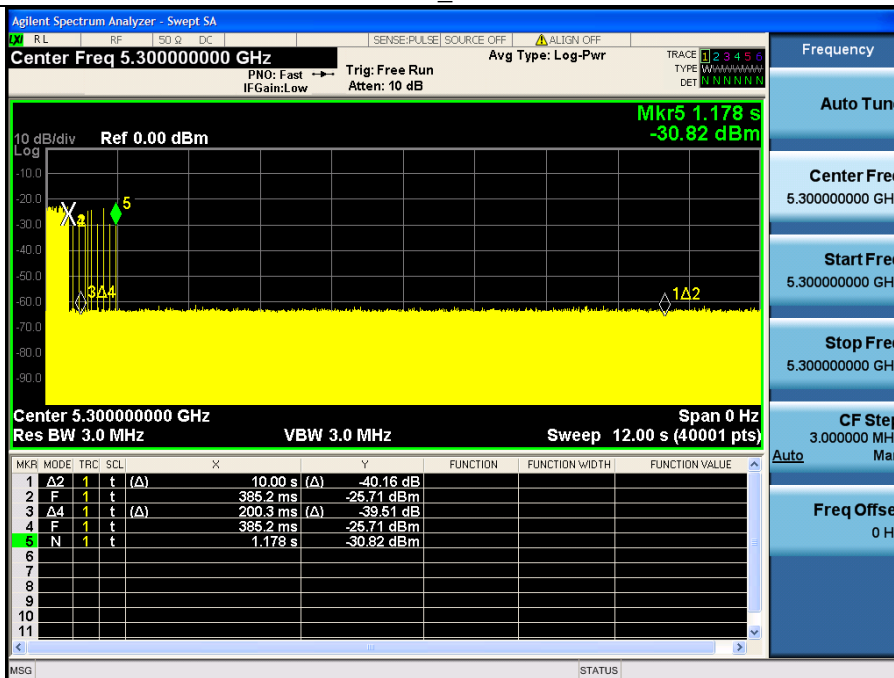 Agilent Spectrum Analyzer - Swept SA
LXI RL RF 50 Ω DC SENSE:PULSE SOURCE OFF ALIGN OFF
Center Freq 5.300000000 GHz
PNO: Fast
IFGain:Low
Trig: Free Run
Atten: 10 dB
Avg Type: Log-Pwr
TRACE 1 2 3 4 5 6
TYPE WWWWWW
DET N N N N N N
Mkr5 1.178 s
-30.82 dBm
10 dB/div Ref 0.00 dBm
Log
-10.0
-20.0
-30.0
-40.0
-50.0
-60.0
-70.0
-80.0
-90.0
5
3Δ4
1Δ2
Center 5.300000000 GHz Span 0 Hz
Res BW 3.0 MHz VBW 3.0 MHz Sweep 12.00 s (40001 pts)
MKR MODE TRC SCL X Y FUNCTION FUNCTION WIDTH FUNCTION VALUE
1 Δ2 1 t (Δ) 10.00 s (Δ) -40.16 dB
2 F 1 t 385.2 ms -25.71 dBm
3 Δ4 1 t (Δ) 200.3 ms (Δ) -39.51 dB
4 F 1 t 385.2 ms -25.71 dBm
5 N 1 t 1.178 s -30.82 dBm
6
7
8
9
10
11
MSG STATUS
Frequency
Auto Tun
Center Fre
5.300000000 GH
Start Fre
5.300000000 GH
Stop Fre
5.300000000 GH
CF Step
3.000000 MH
Auto Ma
Freq Offse
0 H